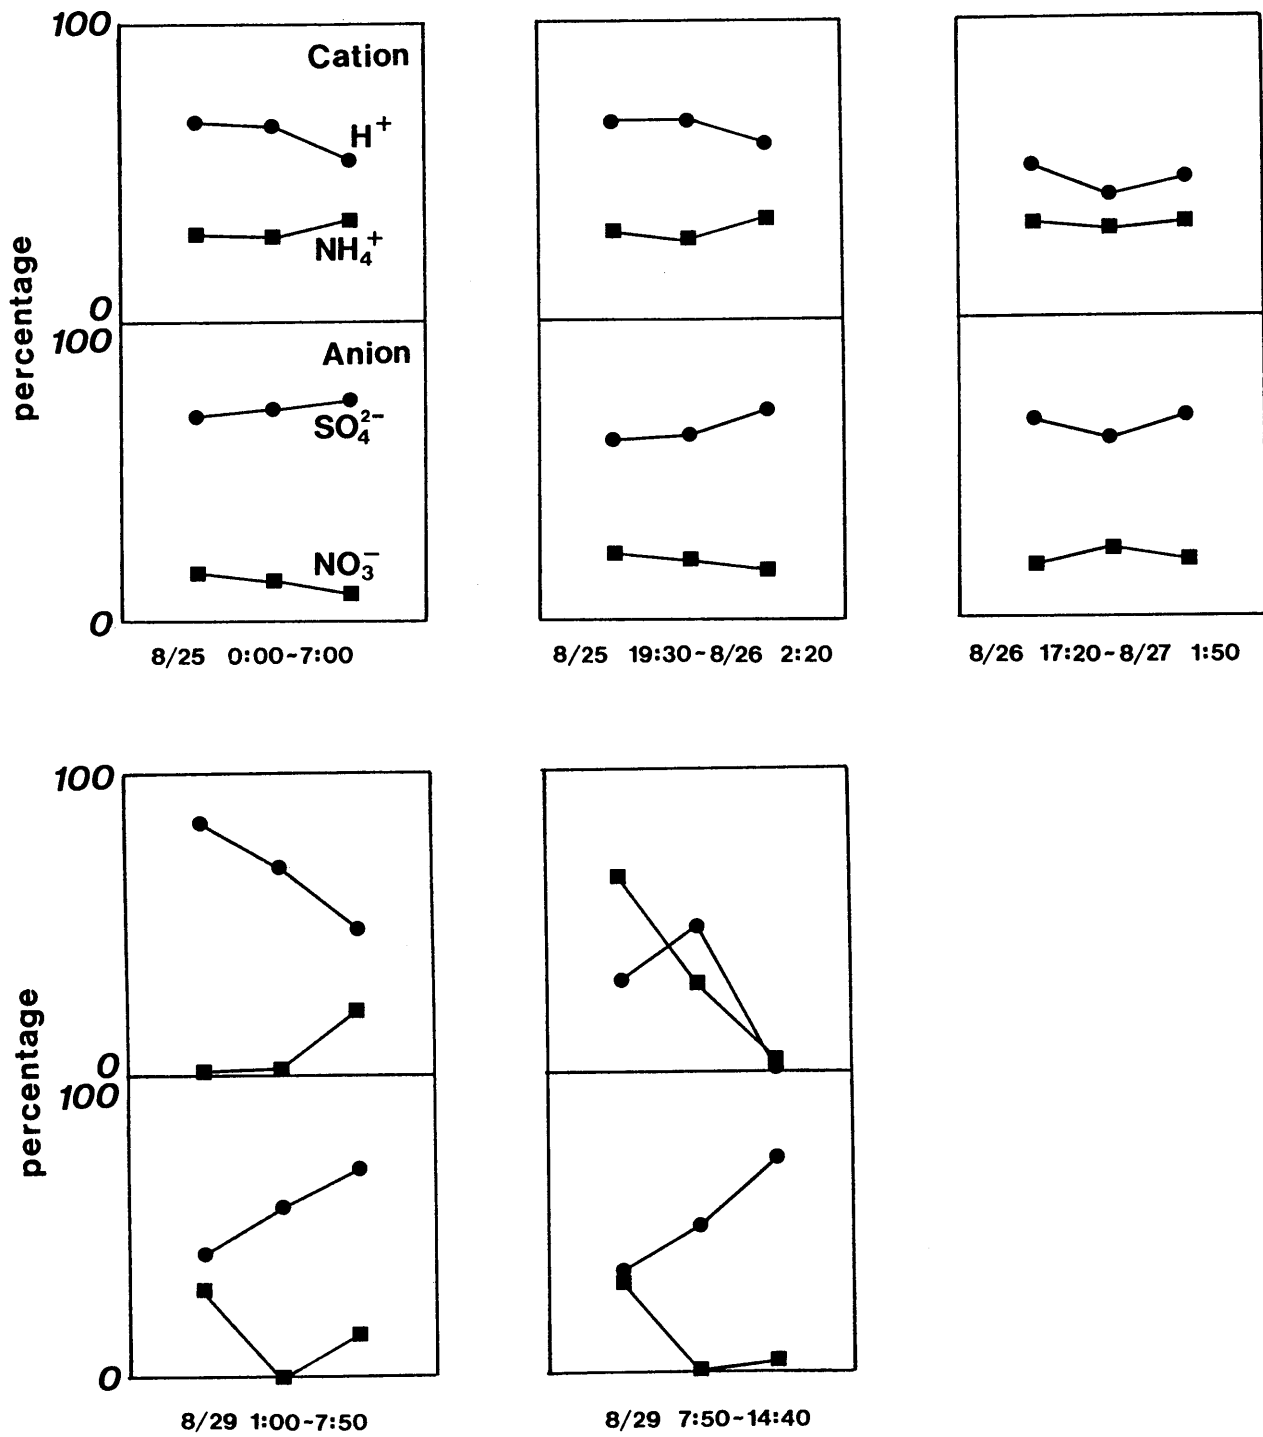 100
Cation
H⁺
NH₄⁺
0
percentage
100
Anion
SO₄²⁻
NO₃⁻
0
8/25 0:00~7:00
8/25 19:30~8/26 2:20
8/26 17:20~8/27 1:50
100
0
percentage
100
0
8/29 1:00~7:50
8/29 7:50~14:40